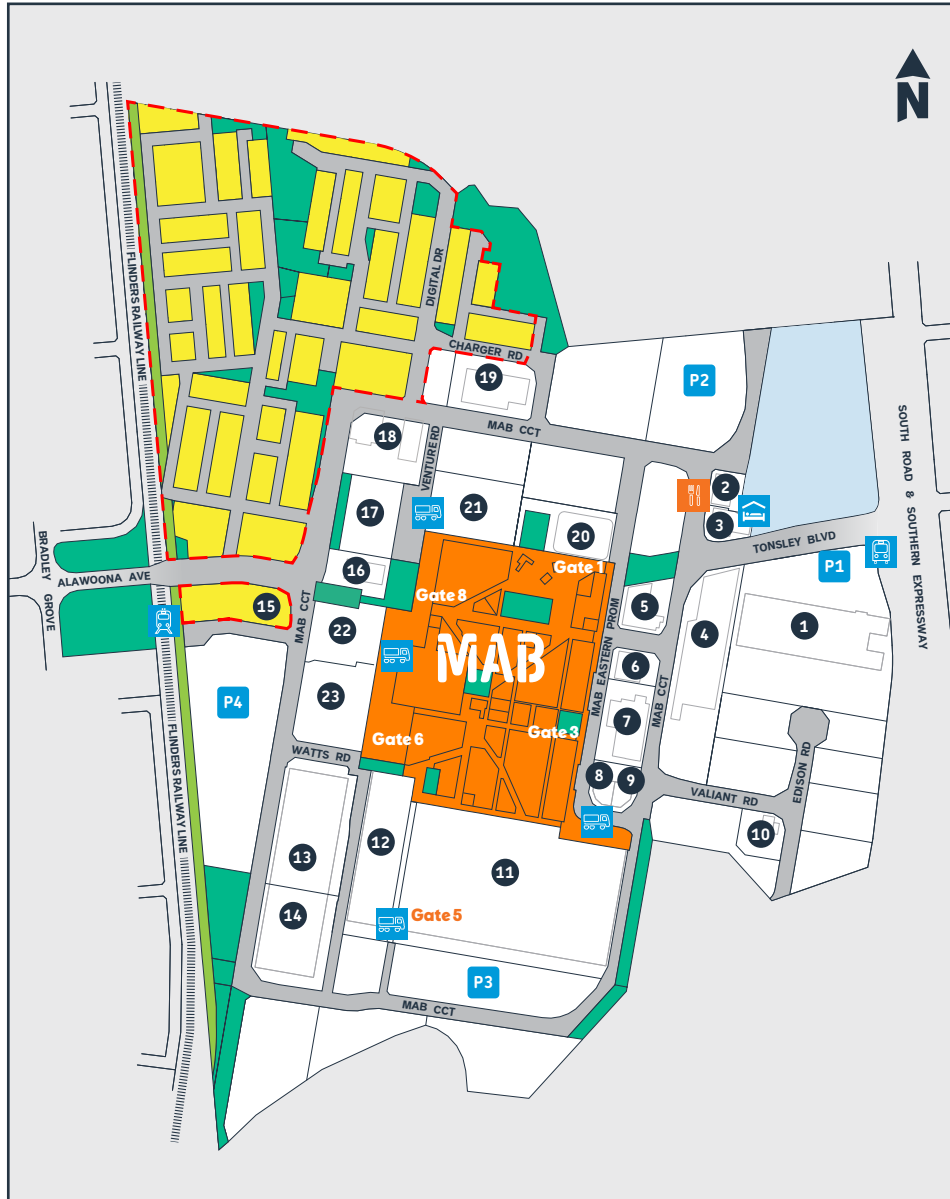 N
FLINDERS RAILWAY LINE
DIGITAL DR
CHARGER RD
19
P2
MAB CCT
18
VENTURE RD
SOUTH ROAD & SOUTHERN EXPRESSWAY
2
3
21
17
20
TONSLEY BLVD
P1
BRADLEY GROVE
ALAWOONA AVE
16
Gate 1
Gate 8
15
MAB CCT
22
MAB
MAB EASTERN PROM
5
4
1
6
MAB CCT
P4
23
7
Gate 3
Gate 6
WATTS RD
FLINDERS RAILWAY LINE
8
9
EDISON RD
VALIANT RD
10
12
13
11
14
Gate 5
P3
MAB CCT